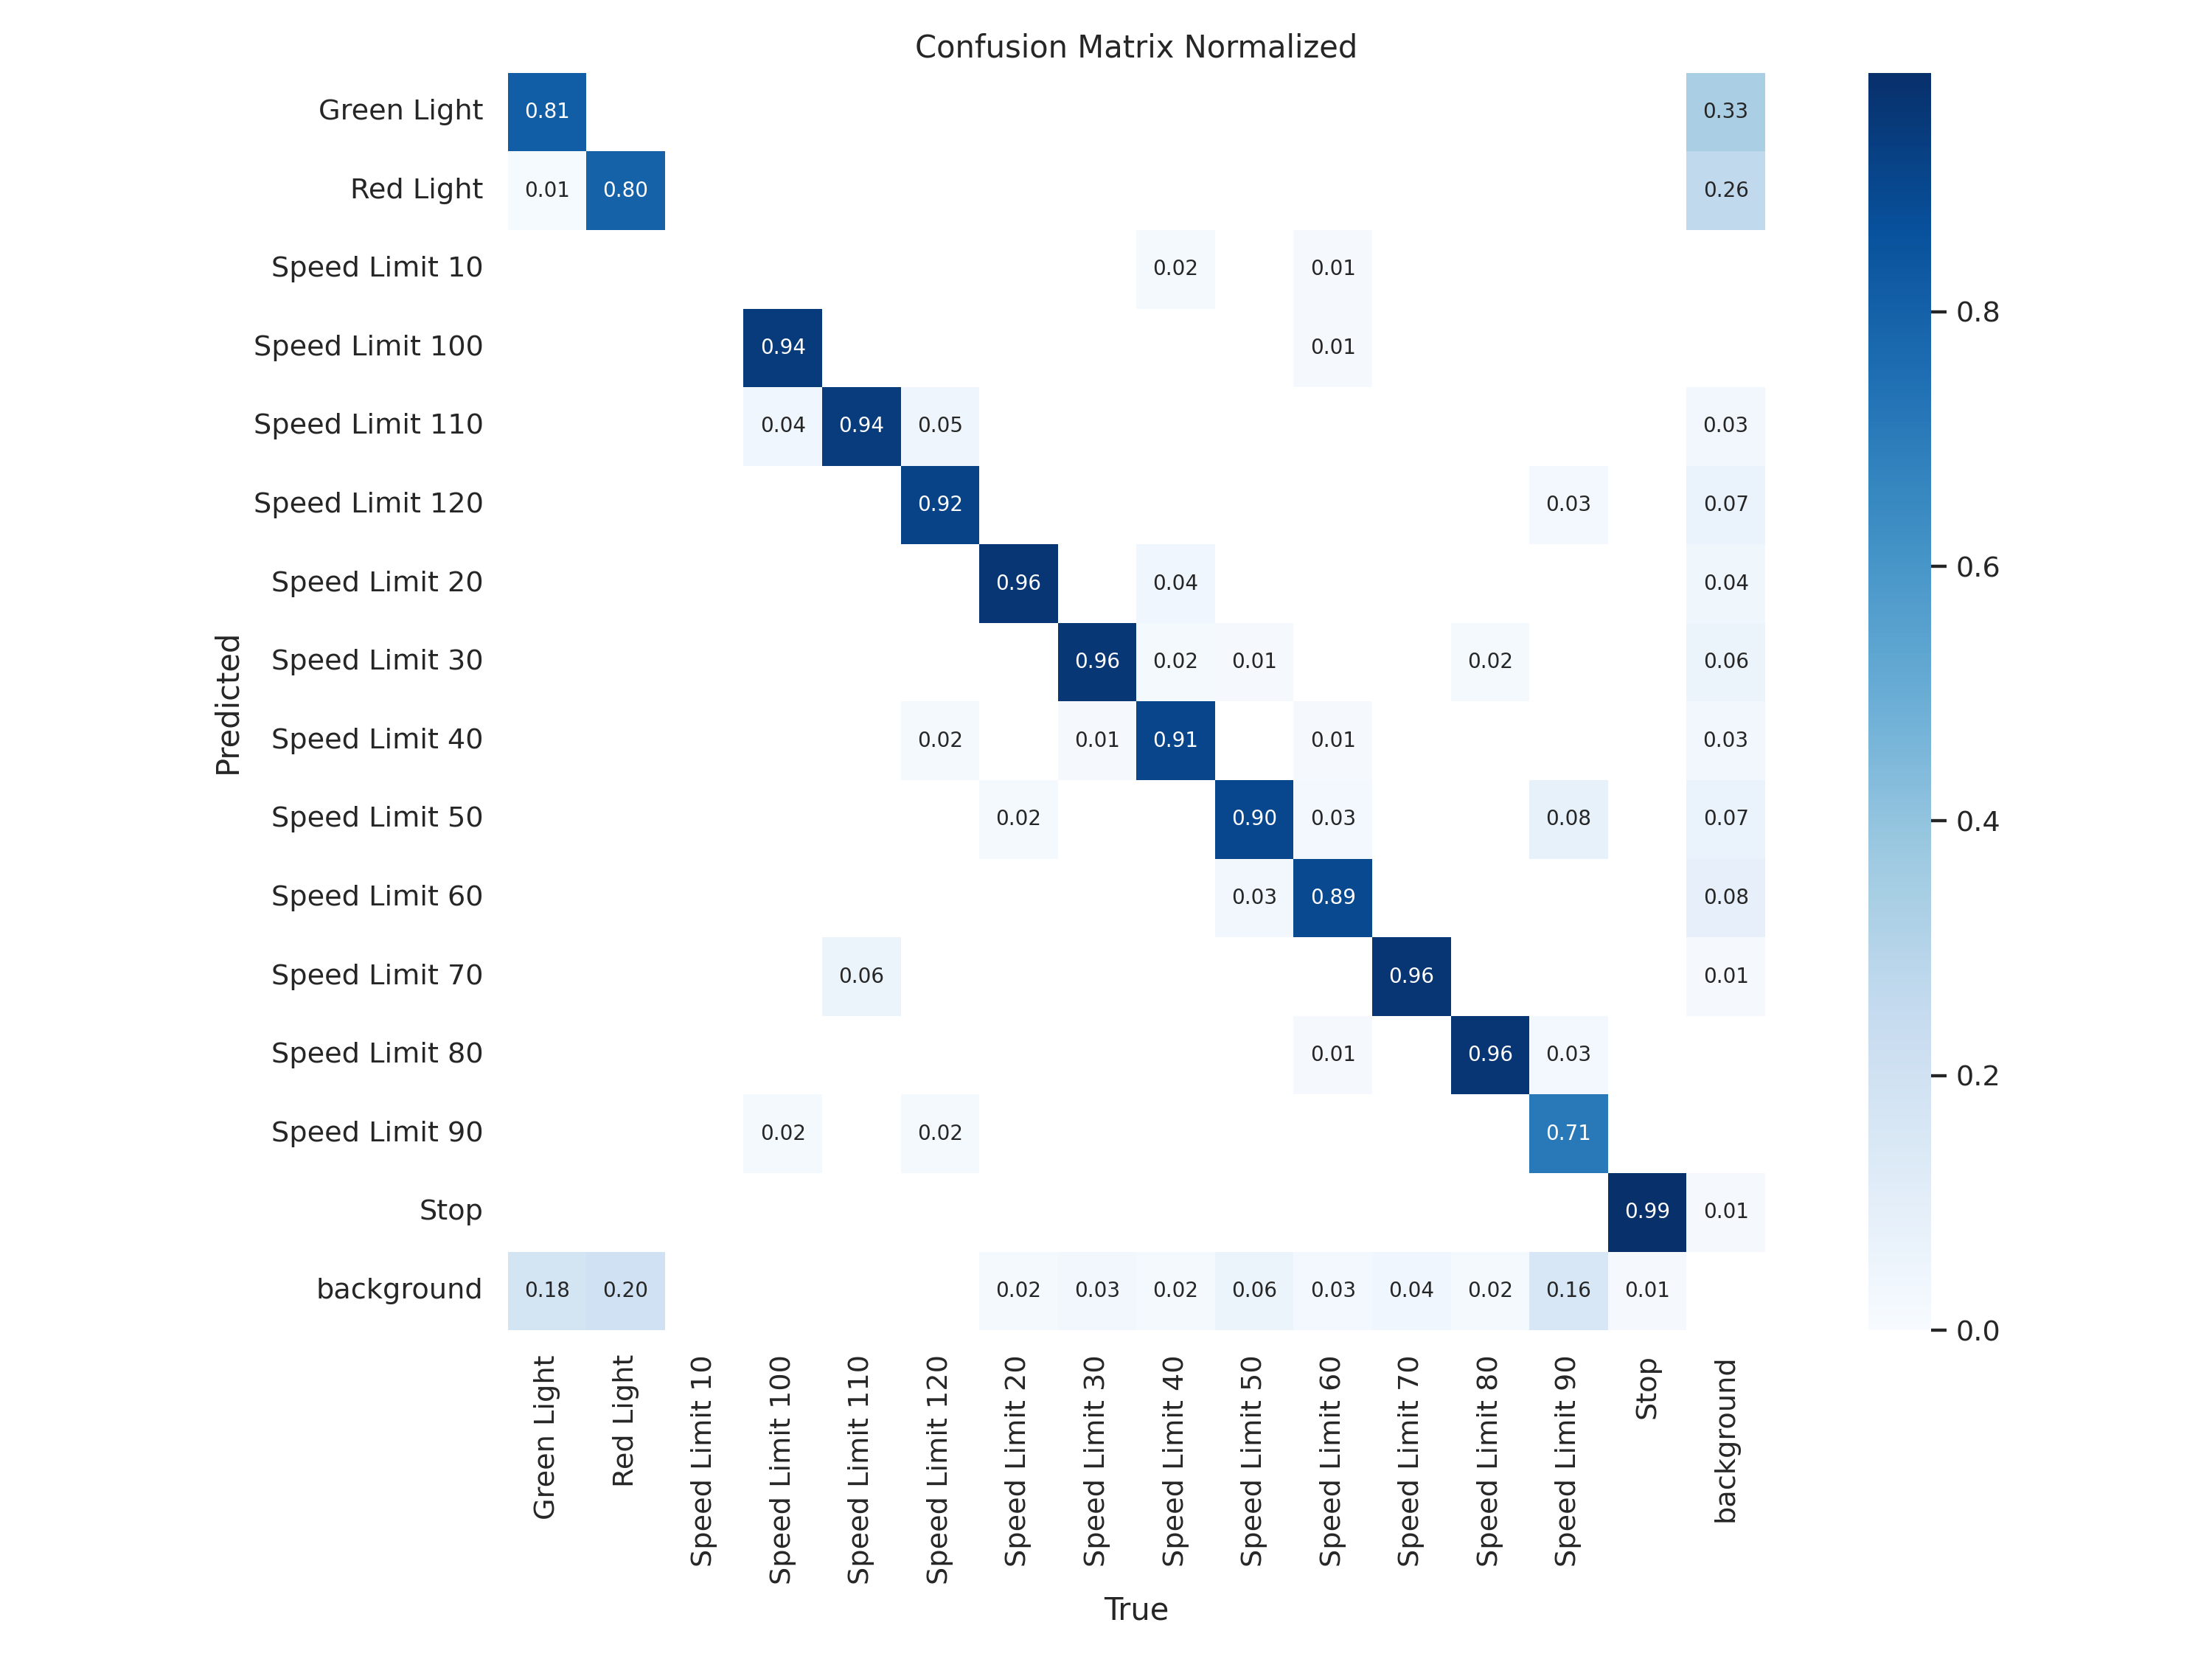 Confusion Matrix Normalized
Green Light 0.81 0.33
Red Light 0.01 0.80 0.26
Speed Limit 10 0.02 0.01
Speed Limit 100 0.94 0.01
Speed Limit 110 0.04 0.94 0.05 0.03
Speed Limit 120 0.92 0.03 0.07
Speed Limit 20 0.96 0.04 0.04
Speed Limit 30 0.96 0.02 0.01 0.02 0.06
Speed Limit 40 0.02 0.01 0.91 0.01 0.03
Speed Limit 50 0.02 0.90 0.03 0.08 0.07
Speed Limit 60 0.03 0.89 0.08
Speed Limit 70 0.06 0.96 0.01
Speed Limit 80 0.01 0.96 0.03
Speed Limit 90 0.02 0.02 0.71
Stop 0.99 0.01
background 0.18 0.20 0.02 0.03 0.02 0.06 0.03 0.04 0.02 0.16 0.01
Predicted
Green Light
Red Light
Speed Limit 10
Speed Limit 100
Speed Limit 110
Speed Limit 120
Speed Limit 20
Speed Limit 30
Speed Limit 40
Speed Limit 50
Speed Limit 60
Speed Limit 70
Speed Limit 80
Speed Limit 90
Stop
background
True
0.8
0.6
0.4
0.2
0.0